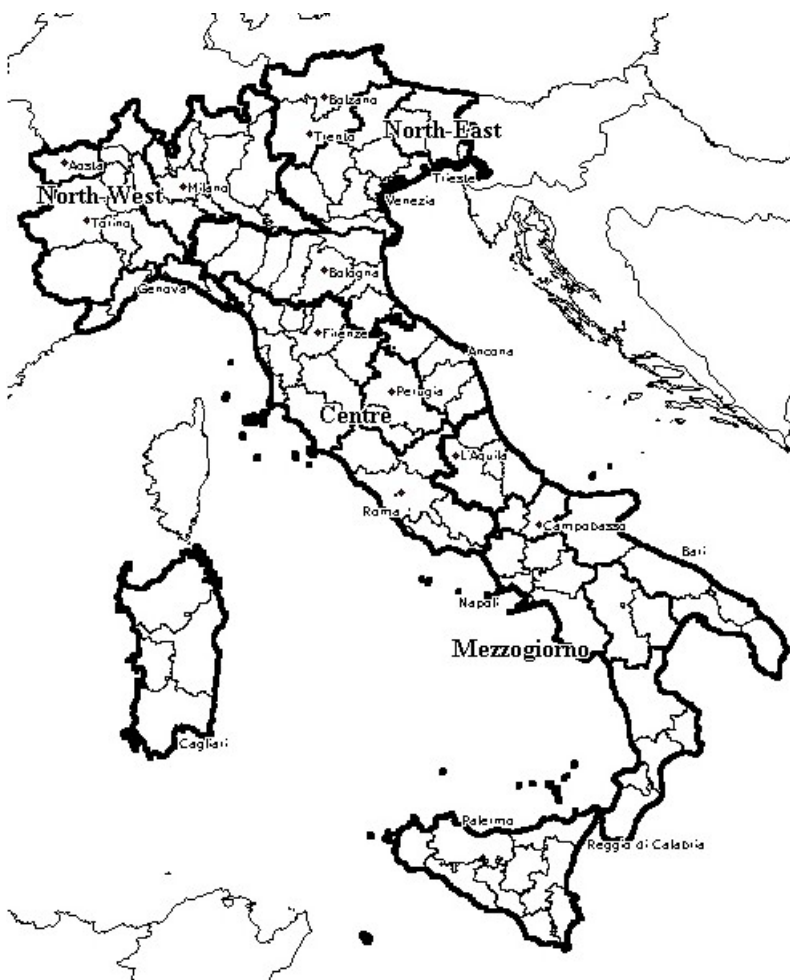 Bolzano
Trento
North-East
Aosta
Trieste
North-West
Milano
Venezia
Torino
Bologna
Genova
Firenze
Ancona
Perugia
Centre
L'Aquila
Roma
Campobasso
Bari
Napoli
Mezzogiorno
Cagliari
Palermo
Reggia di Calabria